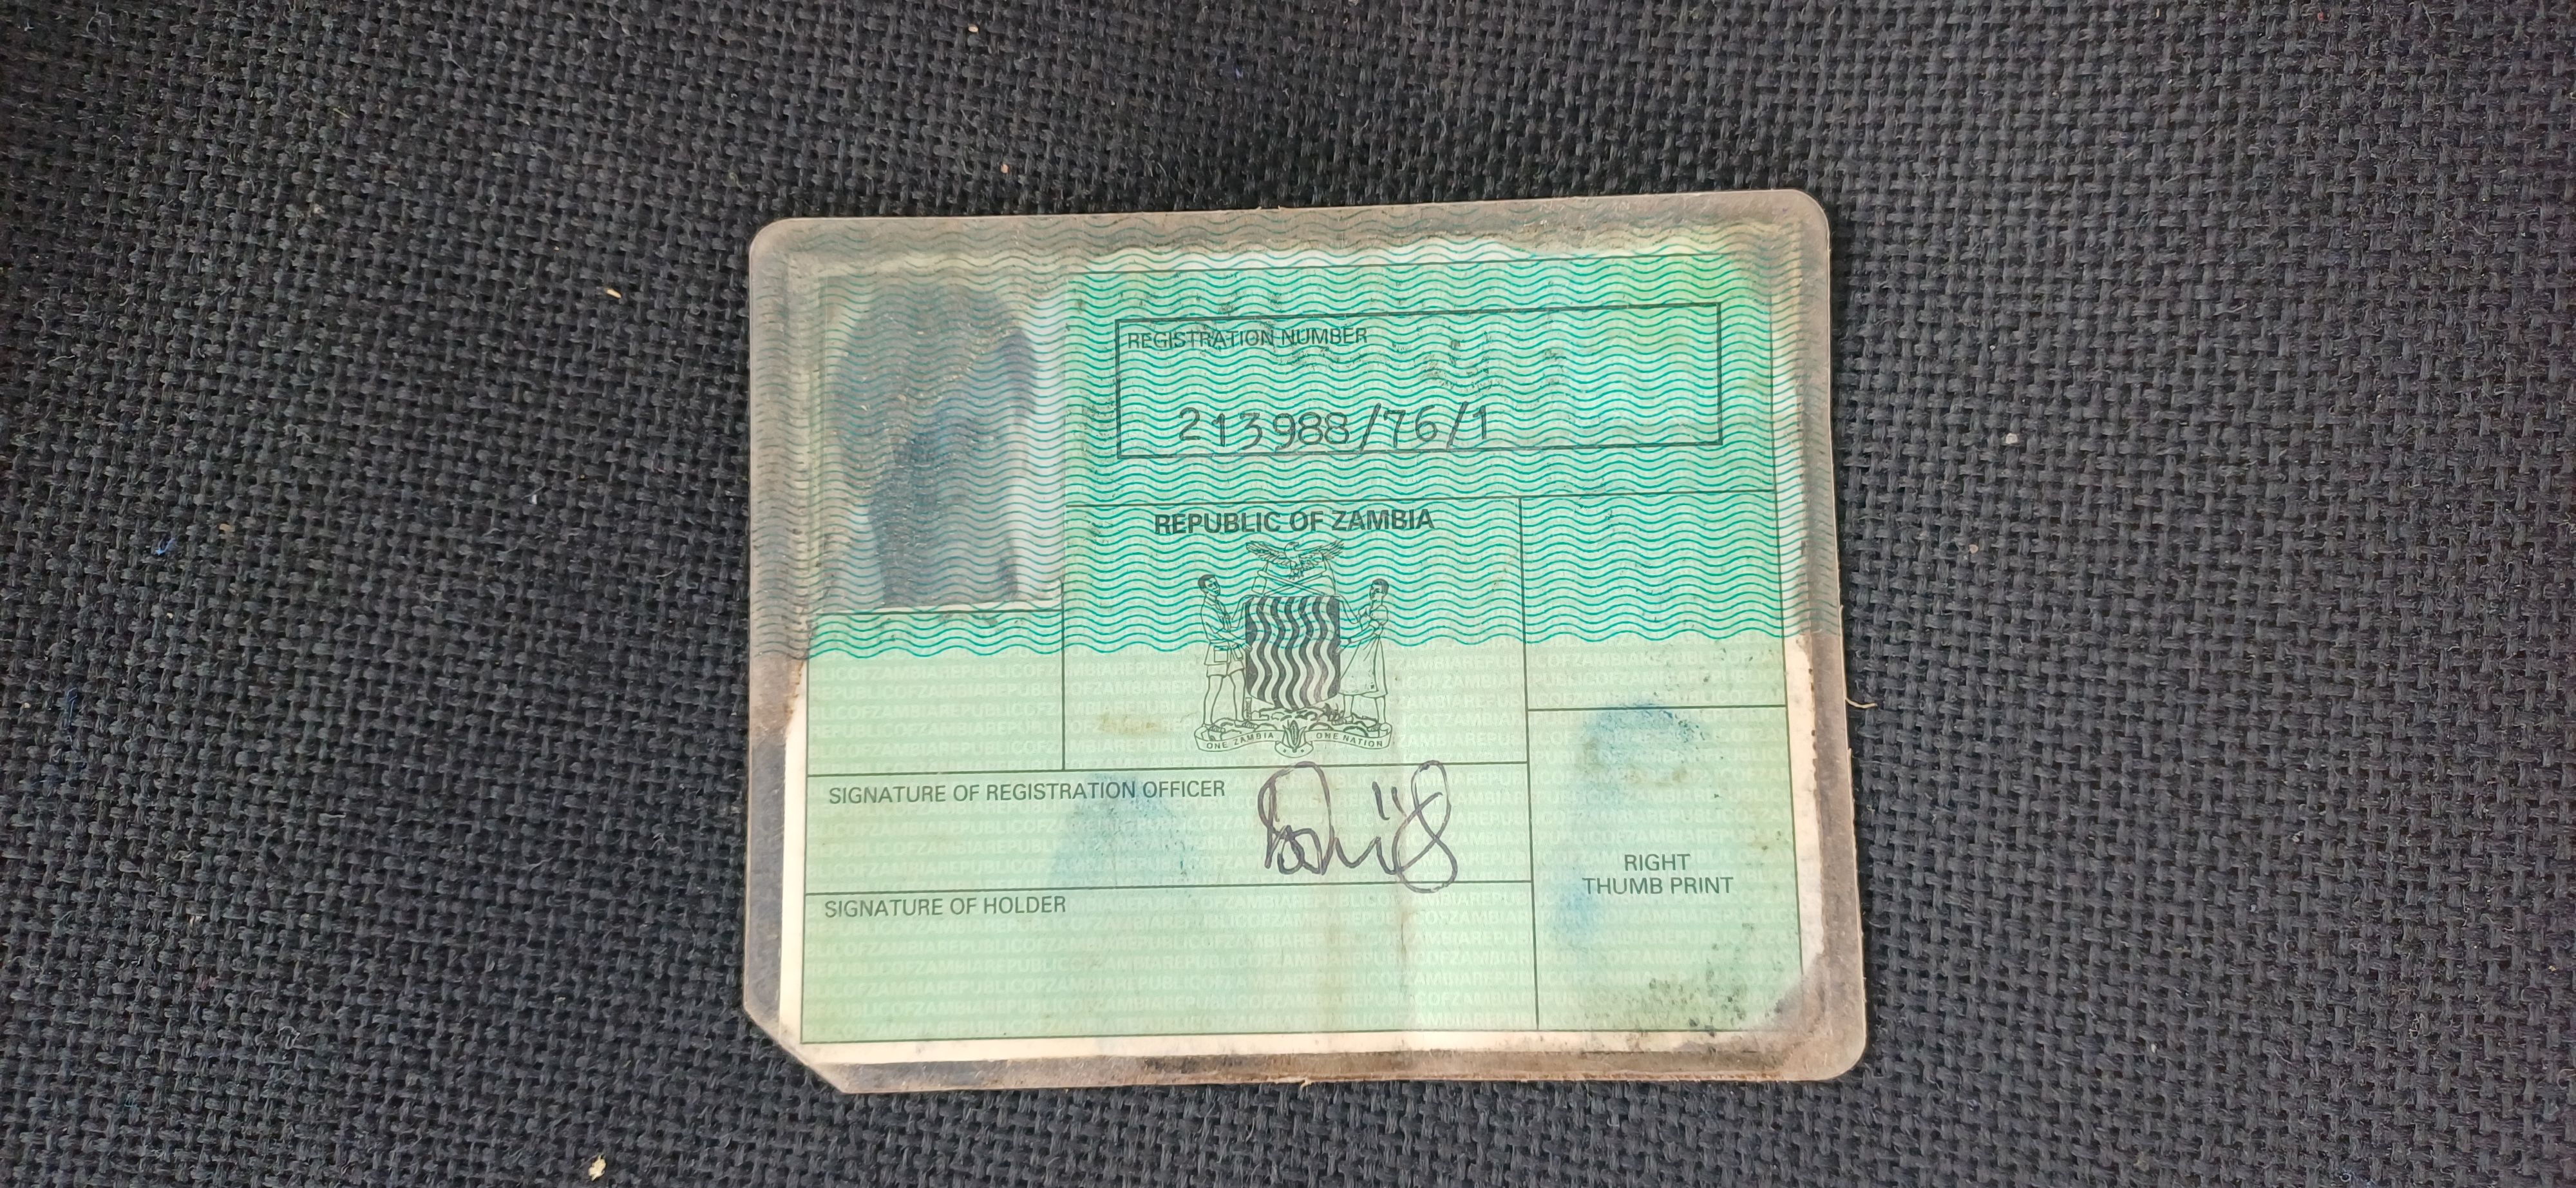 REGISTRATION NUMBER
213988/76/1
REPUBLIC OF ZAMBIA
ONE ZAMBIA ONE NATION
SIGNATURE OF REGISTRATION OFFICER
SIGNATURE OF HOLDER
RIGHT
THUMB PRINT